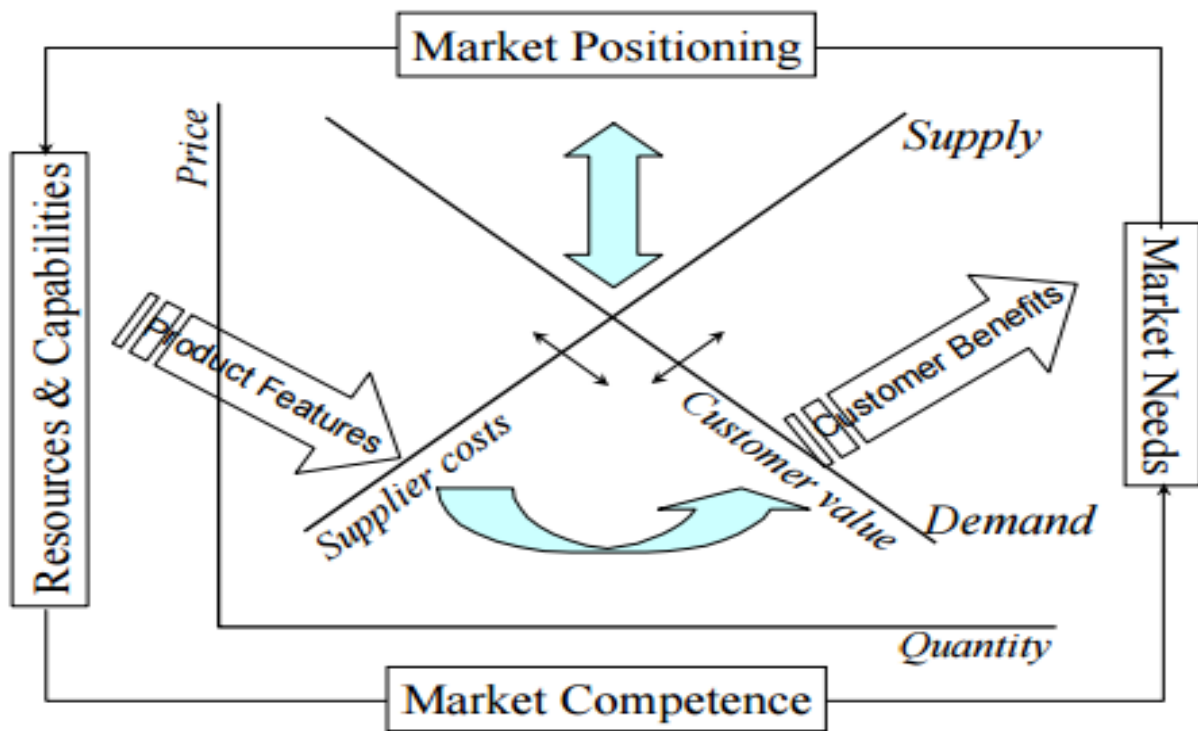 Market Positioning
Price
Supply
Resources & Capabilities
Market Needs
Product Features
Customer Benefits
Supplier costs
Customer value
Demand
Quantity
Market Competence